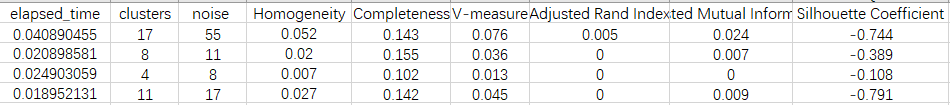 elapsed_time clusters noise Homogeneity Completeness V-measure Adjusted Rand Index ted Mutual Inform Silhouette Coefficient
0.040890455 17 55 0.052 0.143 0.076 0.005 0.024 −0.744
0.020898581 8 11 0.02 0.155 0.036 0 0.007 −0.389
0.024903059 4 8 0.007 0.102 0.013 0 0 −0.108
0.018952131 11 17 0.027 0.142 0.045 0 0.009 −0.791